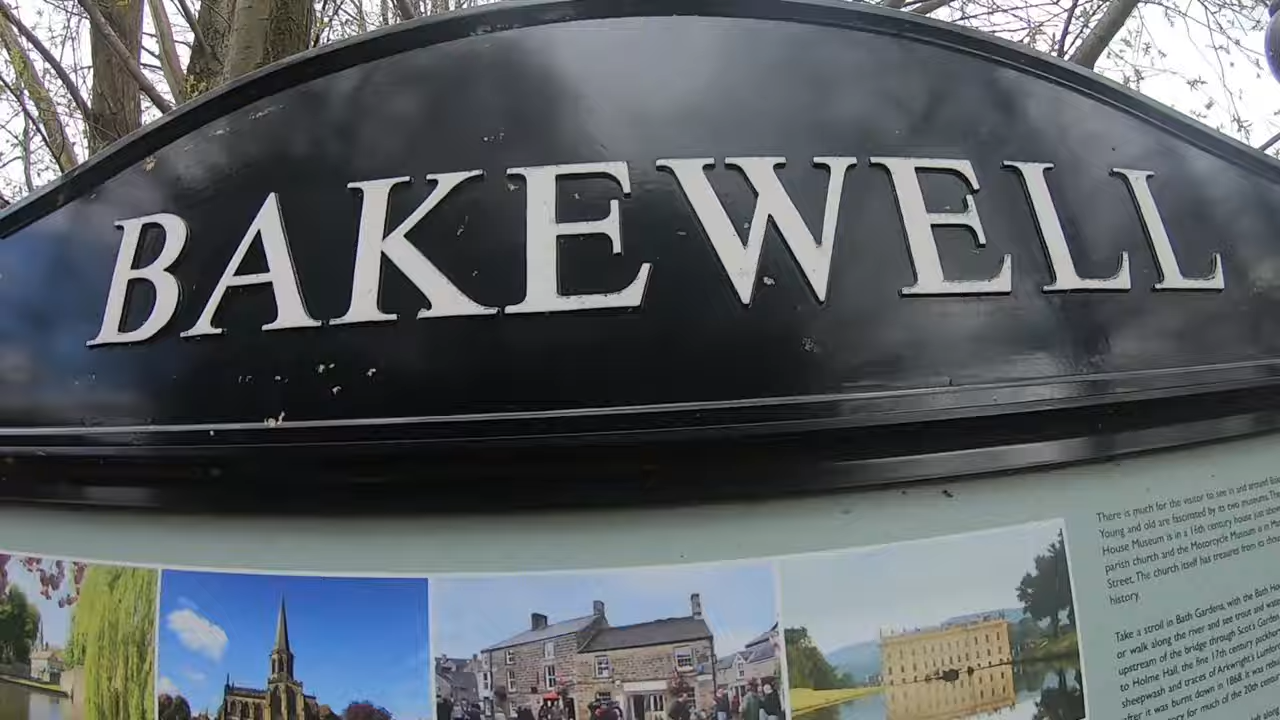 BAKEWELL
There is much for the visitor to see in and around
Young and old are fascinated by its two museums. The
House Museum is in a 16th century house just above
parish church and the Motorcycle Museum is in
Street. The church itself has treasures from its
history.
Take a stroll in Bath Gardens, with the Bath
or walk along the river and see trout and
upstream of the bridge through Scot's Garden
to Holme Hall, the fine 17th century
sheepwash and traces of Arkwright's
after it was burnt down in 1868. It was
for much of the 20th